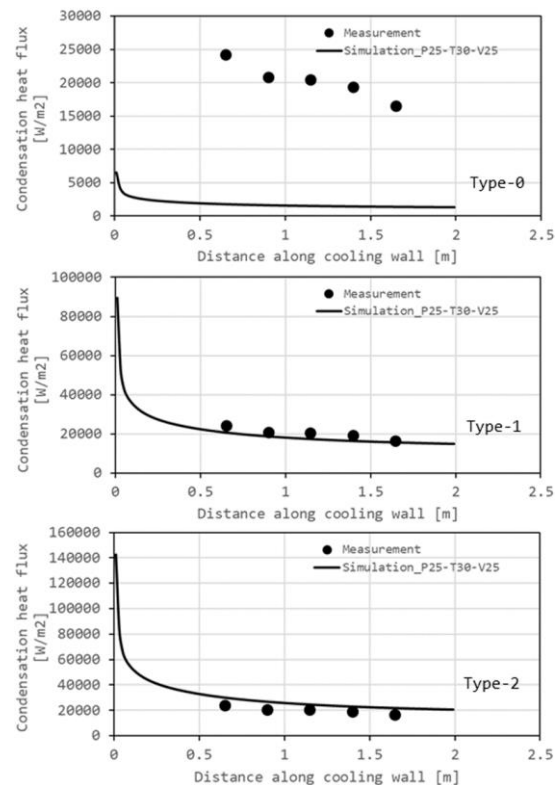 30000
Measurement
Simulation_P25-T30-V25
25000
20000
15000
10000
5000
0
Condensation heat flux
[W/m2]
Type-0
0 0.5 1 1.5 2 2.5
Distance along cooling wall [m]
100000
Measurement
Simulation_P25-T30-V25
80000
60000
40000
20000
0
Condensation heat flux
[W/m2]
Type-1
0 0.5 1 1.5 2 2.5
Distance along cooling wall [m]
160000
Measurement
Simulation_P25-T30-V25
140000
120000
100000
80000
60000
40000
20000
0
Condensation heat flux
[W/m2]
Type-2
0 0.5 1 1.5 2 2.5
Distance along cooling wall [m]